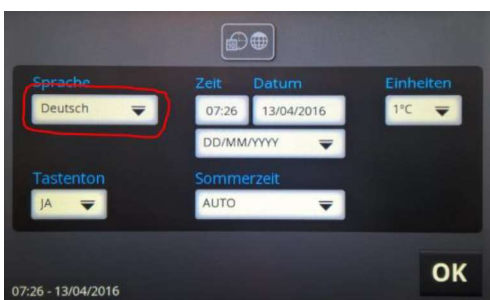 Sprache Zeit Datum Einheiten
Deutsch 07:26 13/04/2016 1°C
DD/MM/YYYY
Tastenton Sommerzeit
JA AUTO
OK
07:26 - 13/04/2016